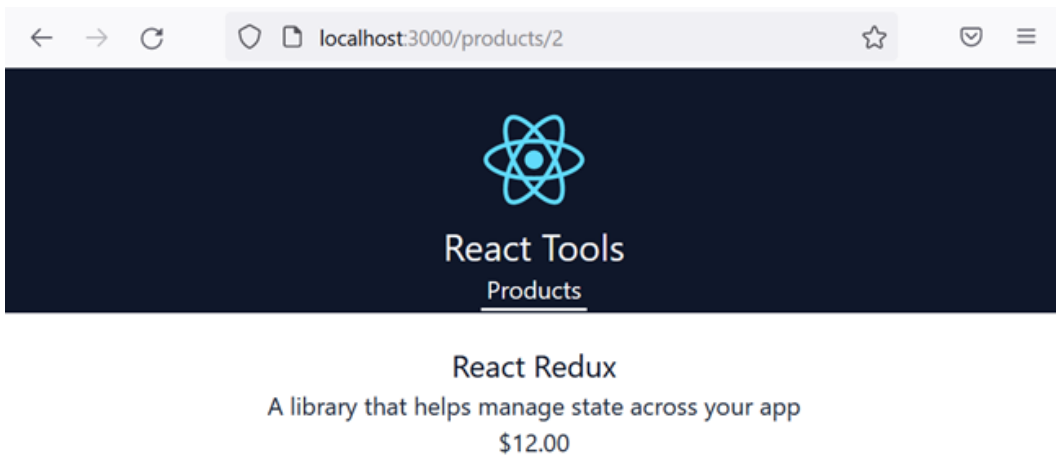 localhost:3000/products/2
React Tools
Products
React Redux
A library that helps manage state across your app
$12.00